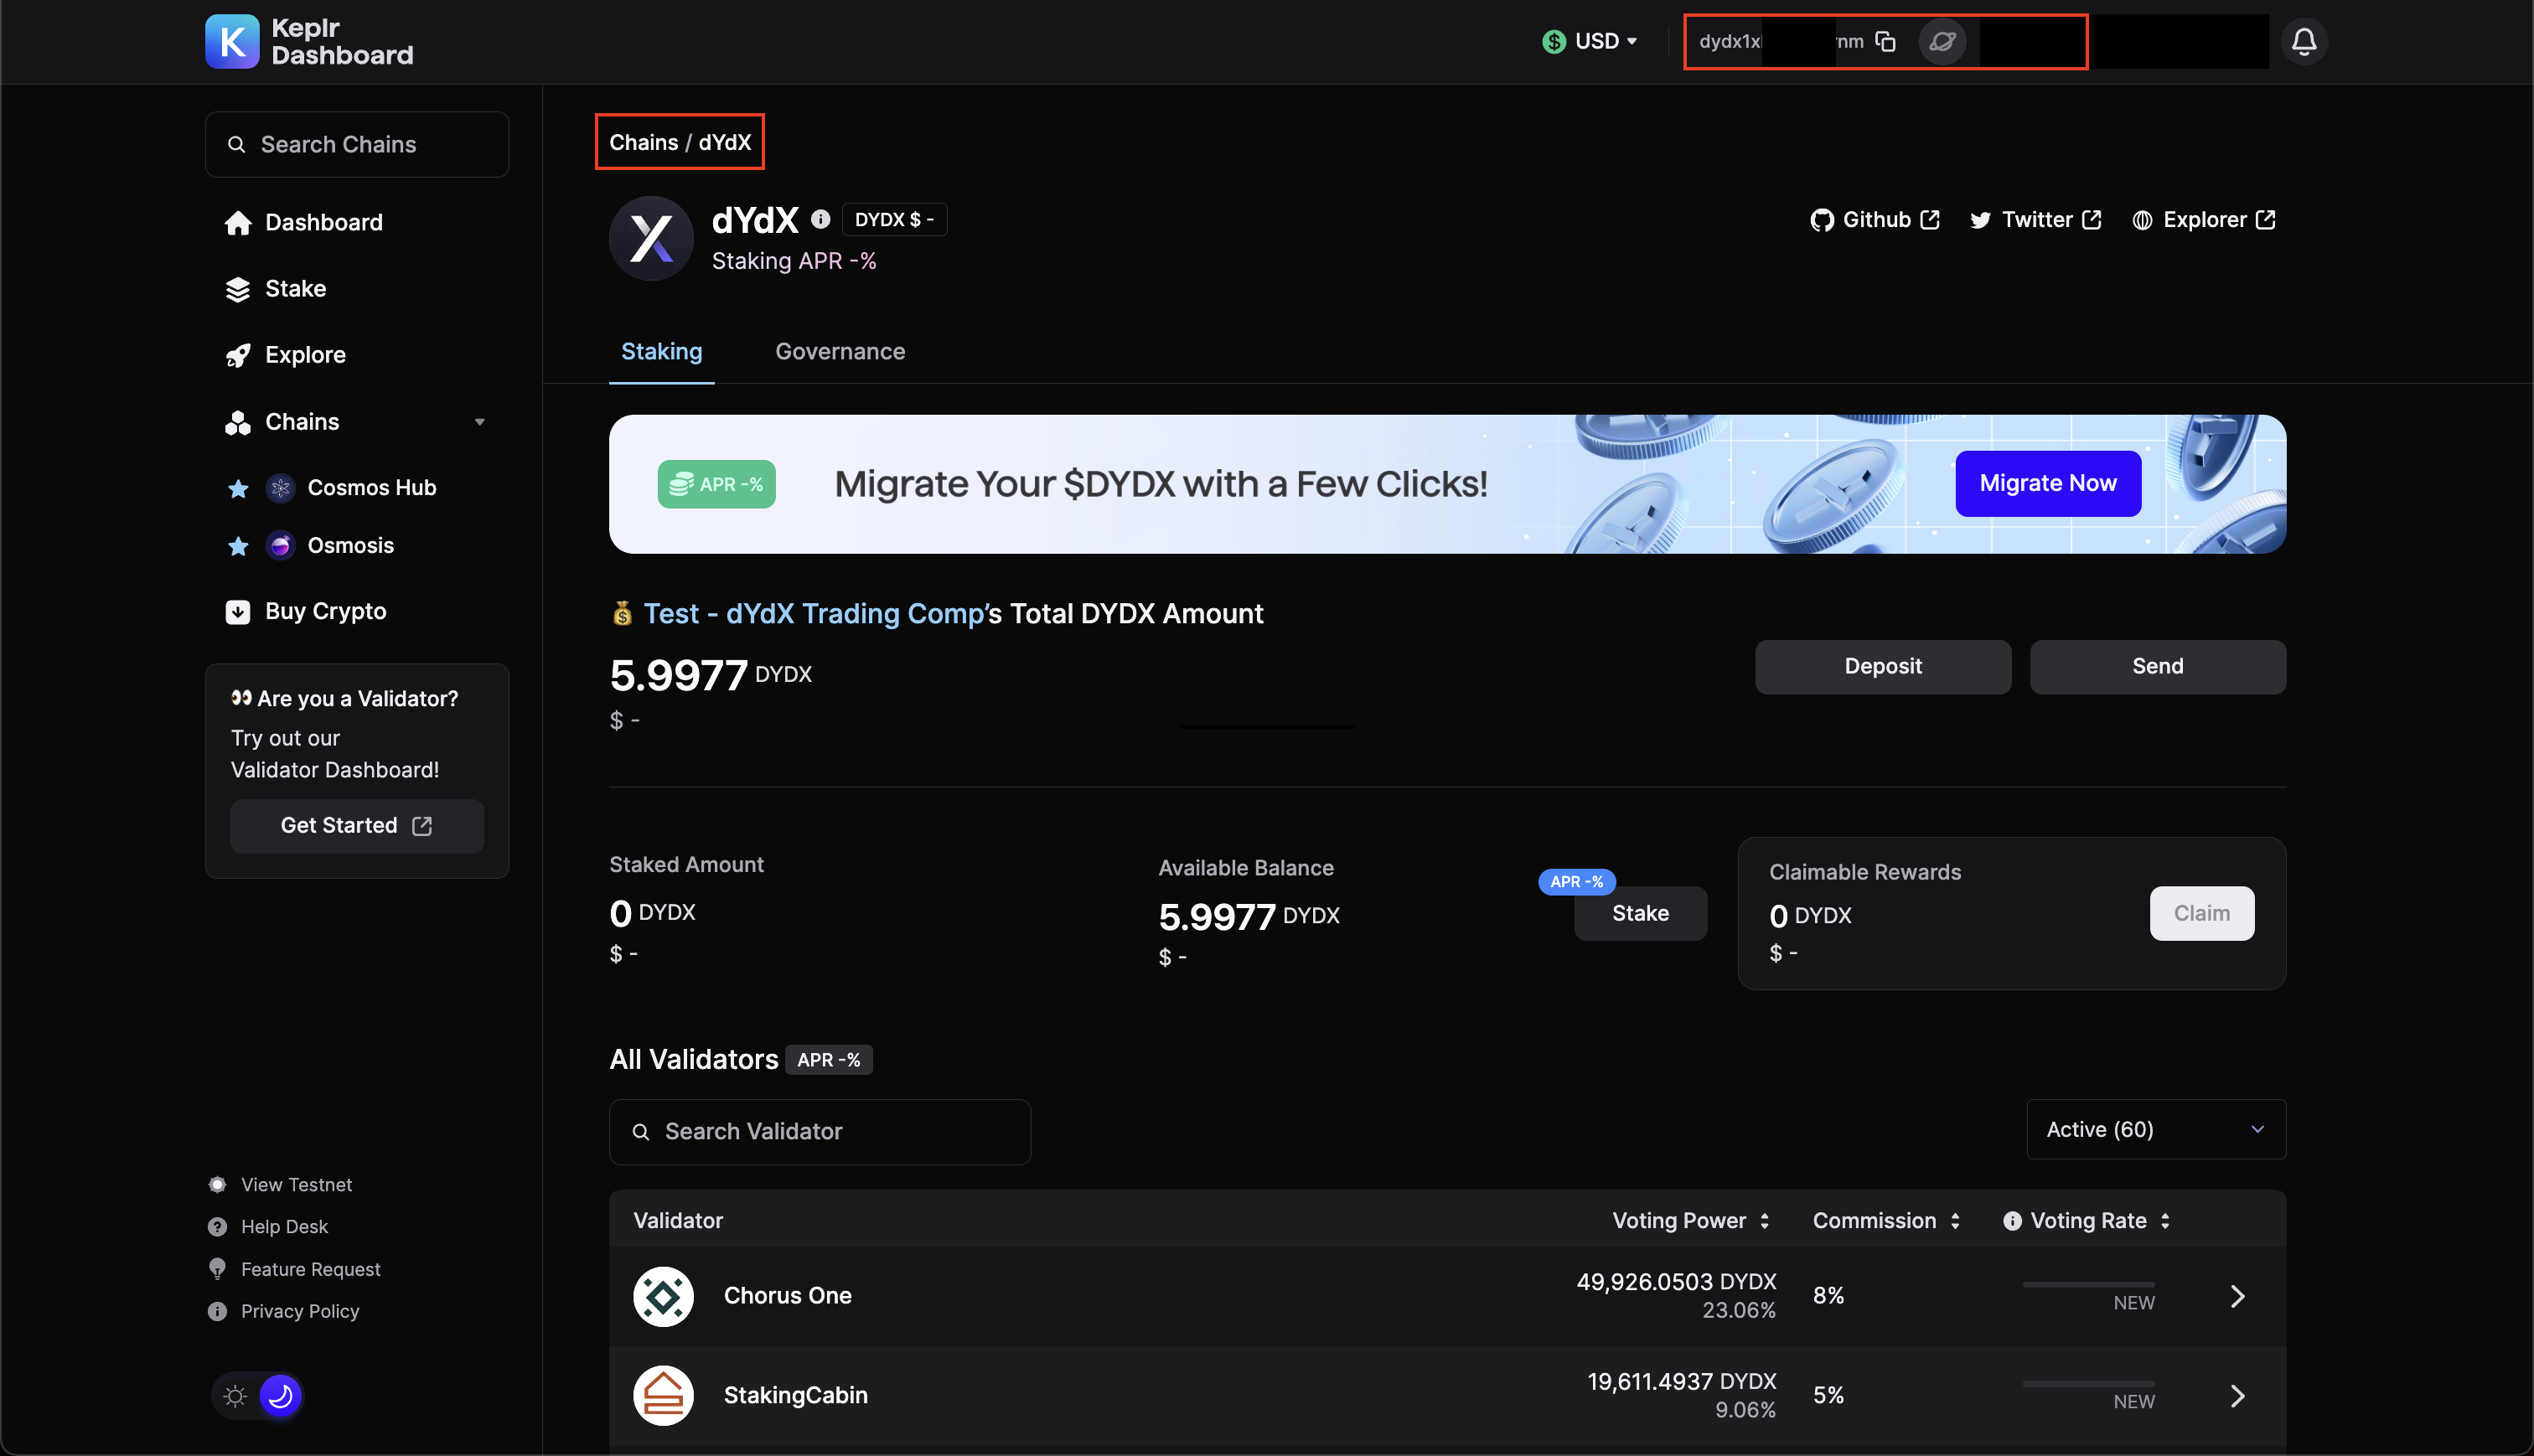 Keplr
Dashboard
USD
dydx1x
nm
Search Chains
Dashboard
Stake
Explore
Chains
Cosmos Hub
Osmosis
Buy Crypto
Are you a Validator?
Try out our
Validator Dashboard!
Get Started
View Testnet
Help Desk
Feature Request
Privacy Policy
Chains / dYdX
dYdX
DYDX $ -
Staking APR -%
Github
Twitter
Explorer
Staking
Governance
APR -%
Migrate Your $DYDX with a Few Clicks!
Migrate Now
Test - dYdX Trading Comp’s Total DYDX Amount
5.9977 DYDX
$ -
Deposit
Send
Staked Amount
0 DYDX
$ -
Available Balance
5.9977 DYDX
$ -
APR -%
Stake
Claimable Rewards
0 DYDX
$ -
Claim
All Validators APR -%
Search Validator
Active (60)
Validator
Voting Power
Commission
Voting Rate
Chorus One
49,926.0503 DYDX
23.06%
8%
NEW
StakingCabin
19,611.4937 DYDX
9.06%
5%
NEW